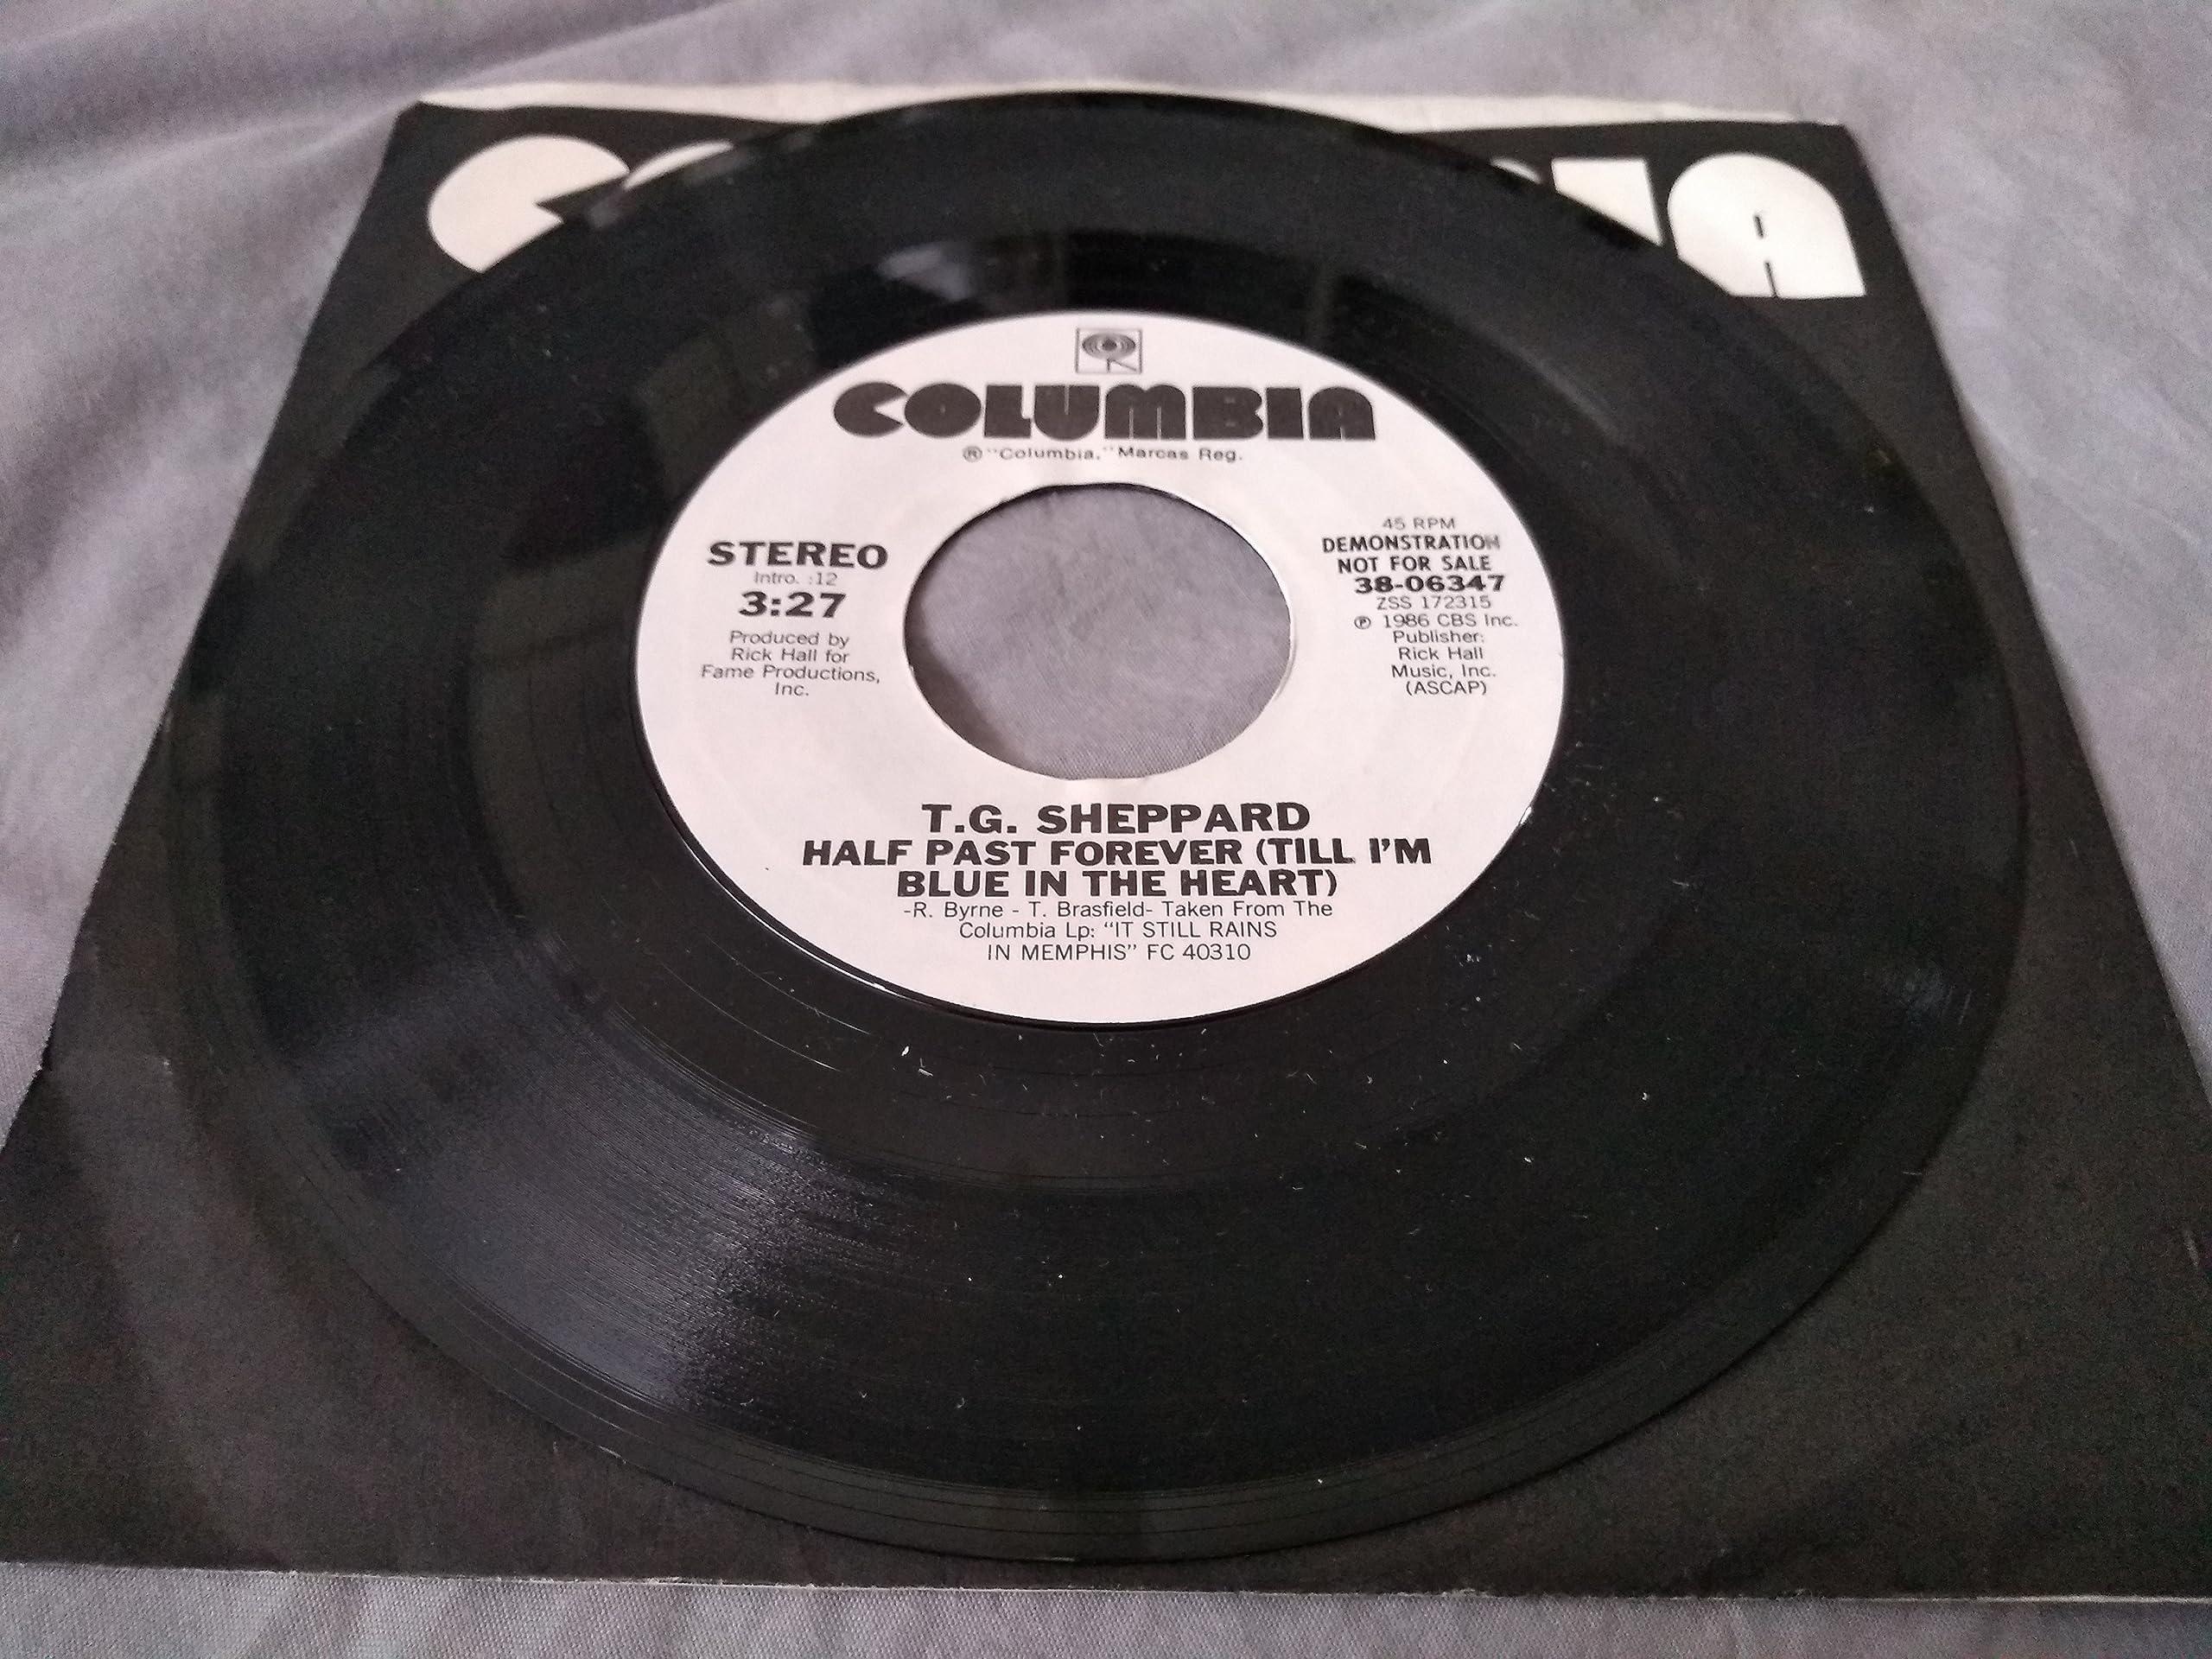 COLUMBIA
® "Columbia," Marcas Reg.
STEREO
Intro. :12
3:27
Produced by
Rick Hall for
Fame Productions,
Inc.
45 RPM
DEMONSTRATION
NOT FOR SALE
38-06347
ZSS 172315
℗ 1986 CBS Inc.
Publisher:
Rick Hall
Music, Inc.
(ASCAP)
T.G. SHEPPARD
HALF PAST FOREVER (TILL I'M
BLUE IN THE HEART)
-R. Byrne - T. Brasfield- Taken From The
Columbia Lp: "IT STILL RAINS
IN MEMPHIS" FC 40310